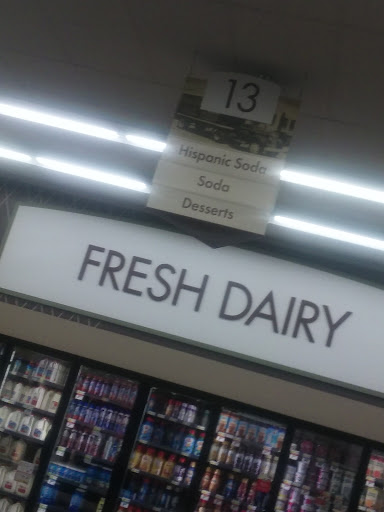 13
Hispanic Soda
Soda
Desserts
FRESH DAIRY